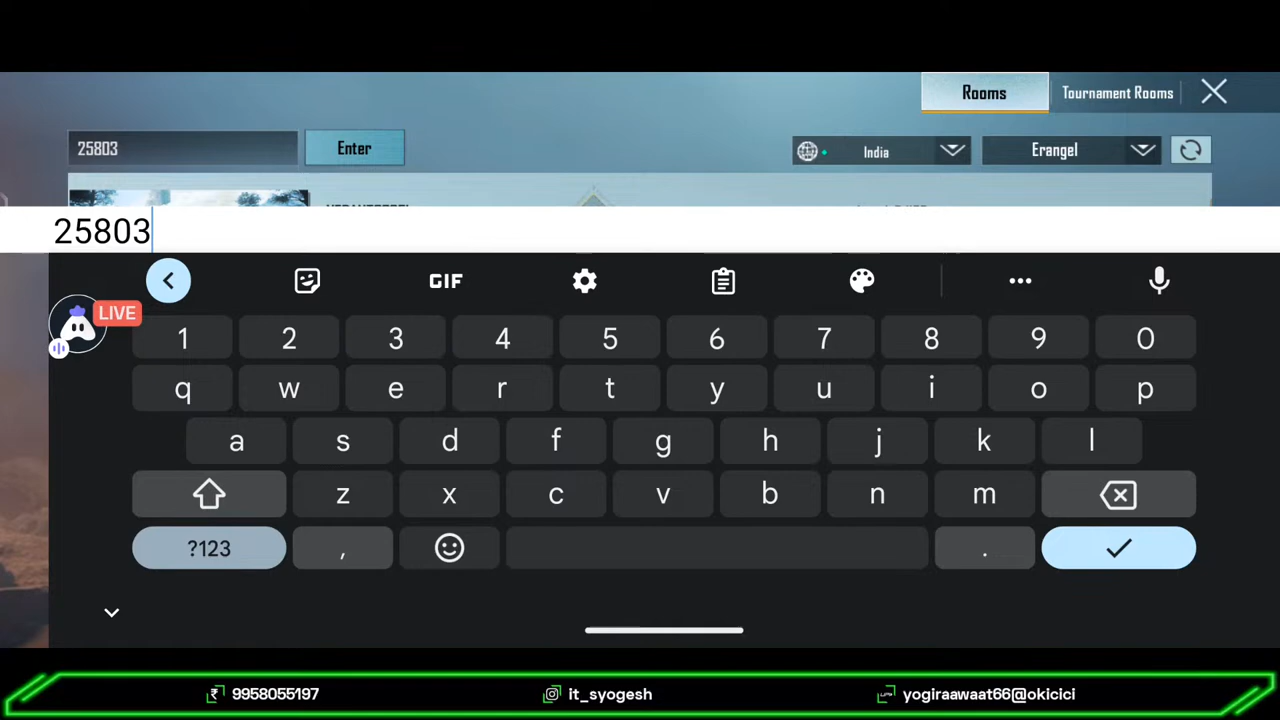 Rooms
Tournament Rooms
25803
Enter
India
Erangel
25803
GIF
LIVE
1 2 3 4 5 6 7 8 9 0
q w e r t y u i o p
a s d f g h j k l
z x c v b n m
?123 , .
₹ 9958055197
it_syogesh
yogiraawaat66@okicici